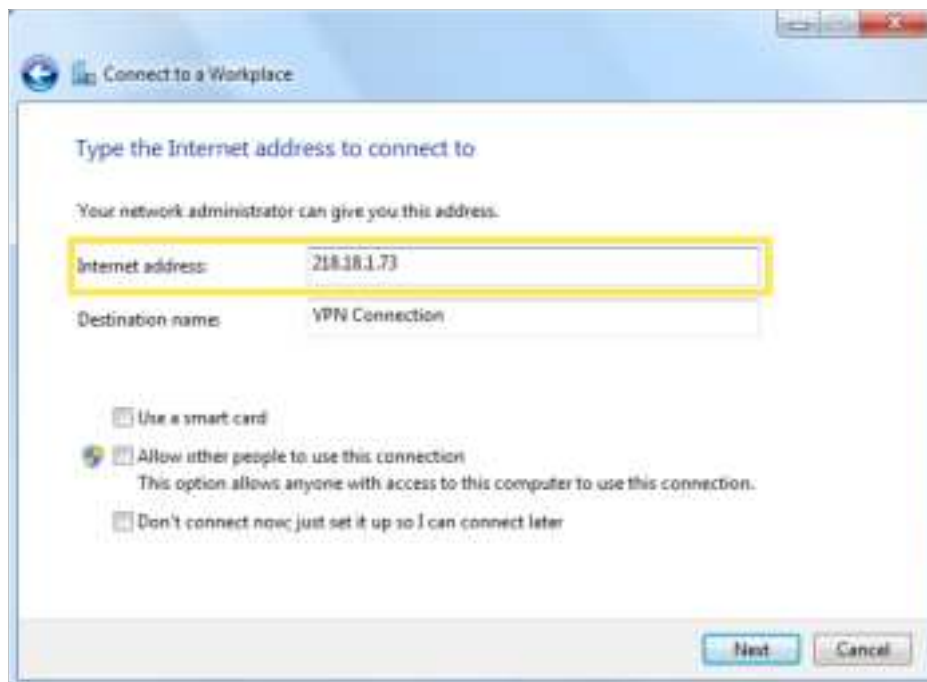 Connect to a Workplace
Type the Internet address to connect to
Your network administrator can give you this address.
Internet address:
218.18.1.73
Destination name:
VPN Connection
Use a smart card
Allow other people to use this connection
This option allows anyone with access to this computer to use this connection.
Don't connect now; just set it up so I can connect later
Next
Cancel